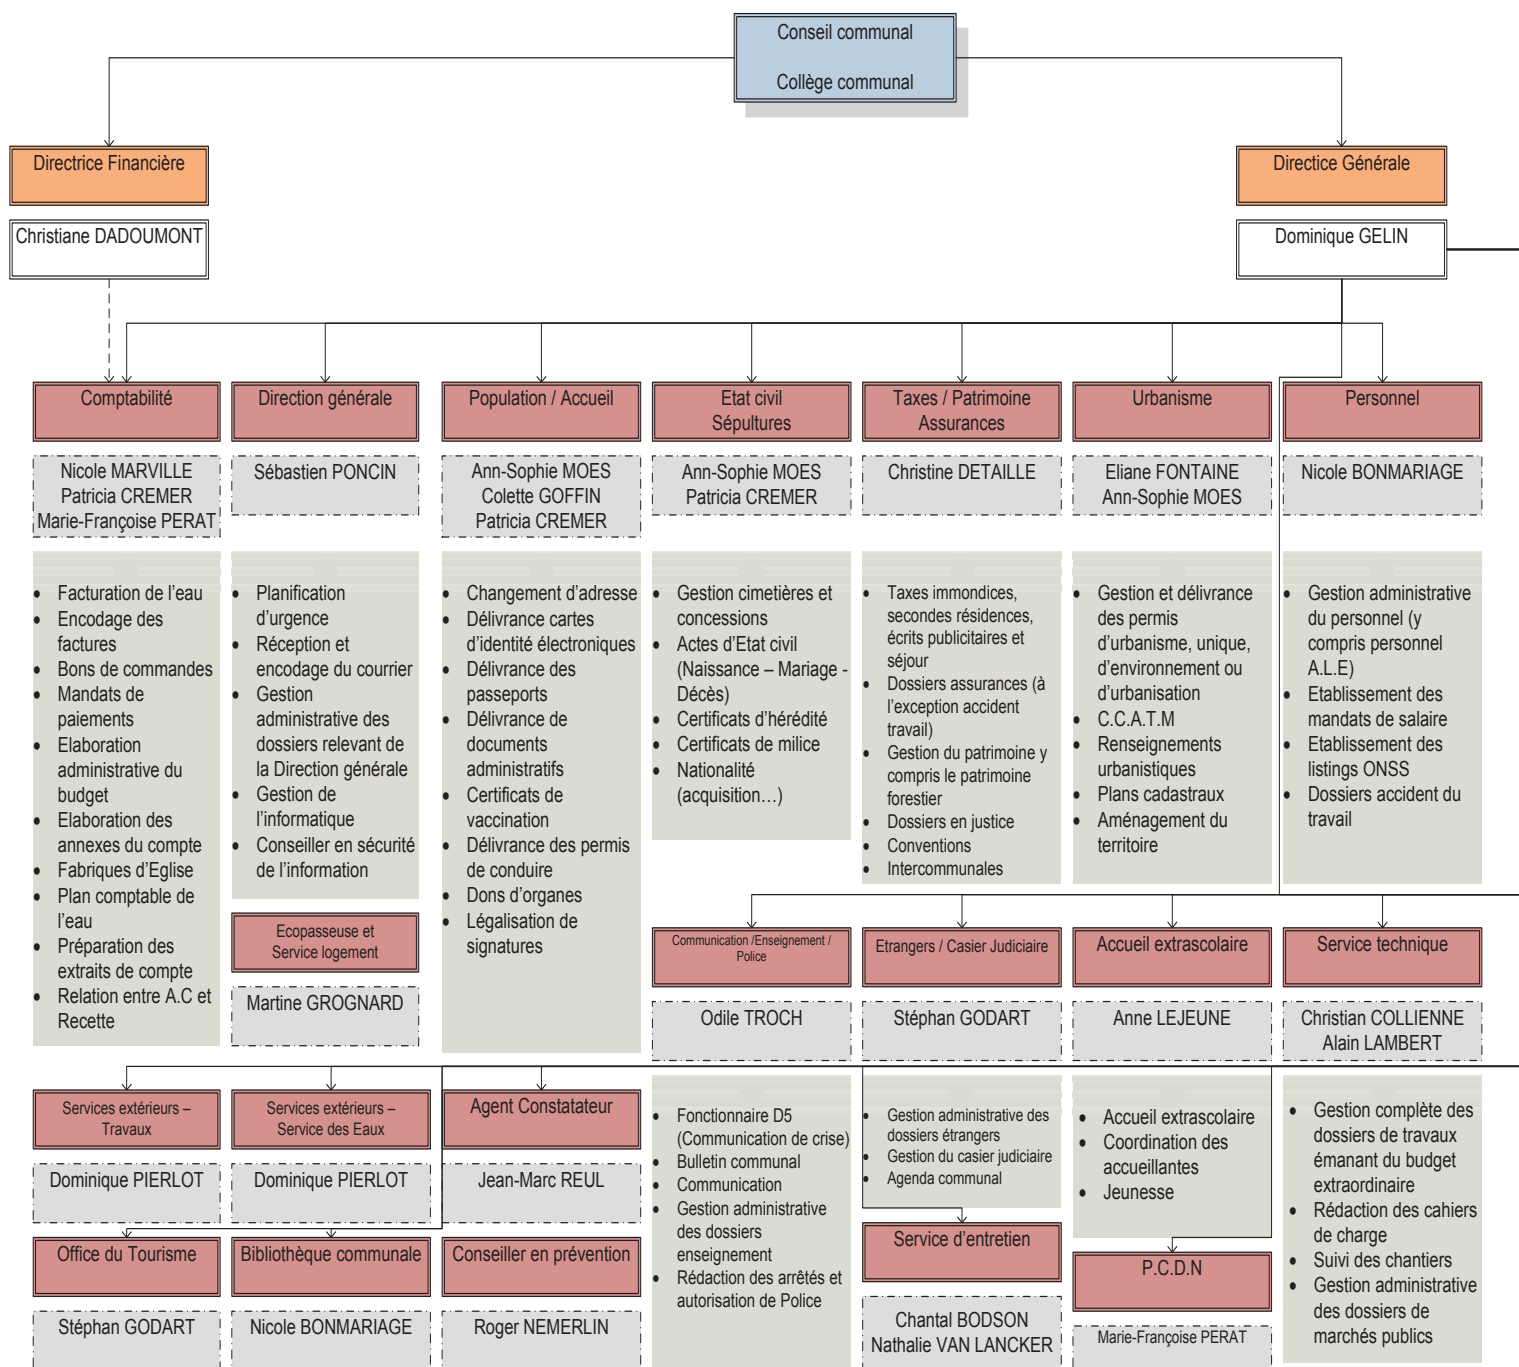 Conseil communal
Collège communal
Directrice Financière
Directice Générale
Christiane DADOUMONT
Dominique GELIN
Comptabilité
Nicole MARVILLE
Patricia CREMER
Marie-Françoise PERAT
• Facturation de l’eau
• Encodage des
factures
• Bons de commandes
• Mandats de
paiements
• Elaboration
administrative du
budget
• Elaboration des
annexes du compte
• Fabriques d’Eglise
• Plan comptable de
l’eau
• Préparation des
extraits de compte
• Relation entre A.C et
Recette
Direction générale
Sébastien PONCIN
• Planification
d’urgence
• Réception et
encodage du courrier
• Gestion
administrative des
dossiers relevant de
la Direction générale
• Gestion de
l’informatique
• Conseiller en sécurité
de l’information
Ecopasseuse et
Service logement
Martine GROGNARD
Population / Accueil
Ann-Sophie MOES
Colette GOFFIN
Patricia CREMER
• Changement d’adresse
• Délivrance cartes
d’identité électroniques
• Délivrance des
passeports
• Délivrance de
documents
administratifs
• Certificats de
vaccination
• Délivrance des permis
de conduire
• Dons d’organes
• Légalisation de
signatures
Etat civil
Sépultures
Ann-Sophie MOES
Patricia CREMER
• Gestion cimetières et
concessions
• Actes d’Etat civil
(Naissance – Mariage -
Décès)
• Certificats d’hérédité
• Certificats de milice
• Nationalité
(acquisition…)
Taxes / Patrimoine
Assurances
Christine DETAILLE
• Taxes immondices,
secondes résidences,
écrits publicitaires et
séjour
• Dossiers assurances (à
l’exception accident
travail)
• Gestion du patrimoine y
compris le patrimoine
forestier
• Dossiers en justice
• Conventions
• Intercommunales
Urbanisme
Eliane FONTAINE
Ann-Sophie MOES
• Gestion et délivrance
des permis
d’urbanisme, unique,
d’environnement ou
d’urbanisation
• C.C.A.T.M
• Renseignements
urbanistiques
• Plans cadastraux
• Aménagement du
territoire
Personnel
Nicole BONMARIAGE
• Gestion administrative
du personnel (y
compris personnel
A.L.E)
• Etablissement des
mandats de salaire
• Etablissement des
listings ONSS
• Dossiers accident du
travail
Communication /Enseignement /
Police
Odile TROCH
• Fonctionnaire D5
(Communication de crise)
• Bulletin communal
• Communication
• Gestion administrative
des dossiers
enseignement
• Rédaction des arrêtés et
autorisation de Police
Etrangers / Casier Judiciaire
Stéphan GODART
• Gestion administrative des
dossiers étrangers
• Gestion du casier judiciaire
• Agenda communal
Accueil extrascolaire
Anne LEJEUNE
• Accueil extrascolaire
• Coordination des
accueillantes
• Jeunesse
Service technique
Christian COLLIENNE
Alain LAMBERT
• Gestion complète des
dossiers de travaux
émanant du budget
extraordinaire
• Rédaction des cahiers
de charge
• Suivi des chantiers
• Gestion administrative
des dossiers de
marchés publics
Services extérieurs –
Travaux
Dominique PIERLOT
Services extérieurs –
Service des Eaux
Dominique PIERLOT
Agent Constatateur
Jean-Marc REUL
Office du Tourisme
Stéphan GODART
Bibliothèque communale
Nicole BONMARIAGE
Conseiller en prévention
Roger NEMERLIN
Service d’entretien
Chantal BODSON
Nathalie VAN LANCKER
P.C.D.N
Marie-Françoise PERAT